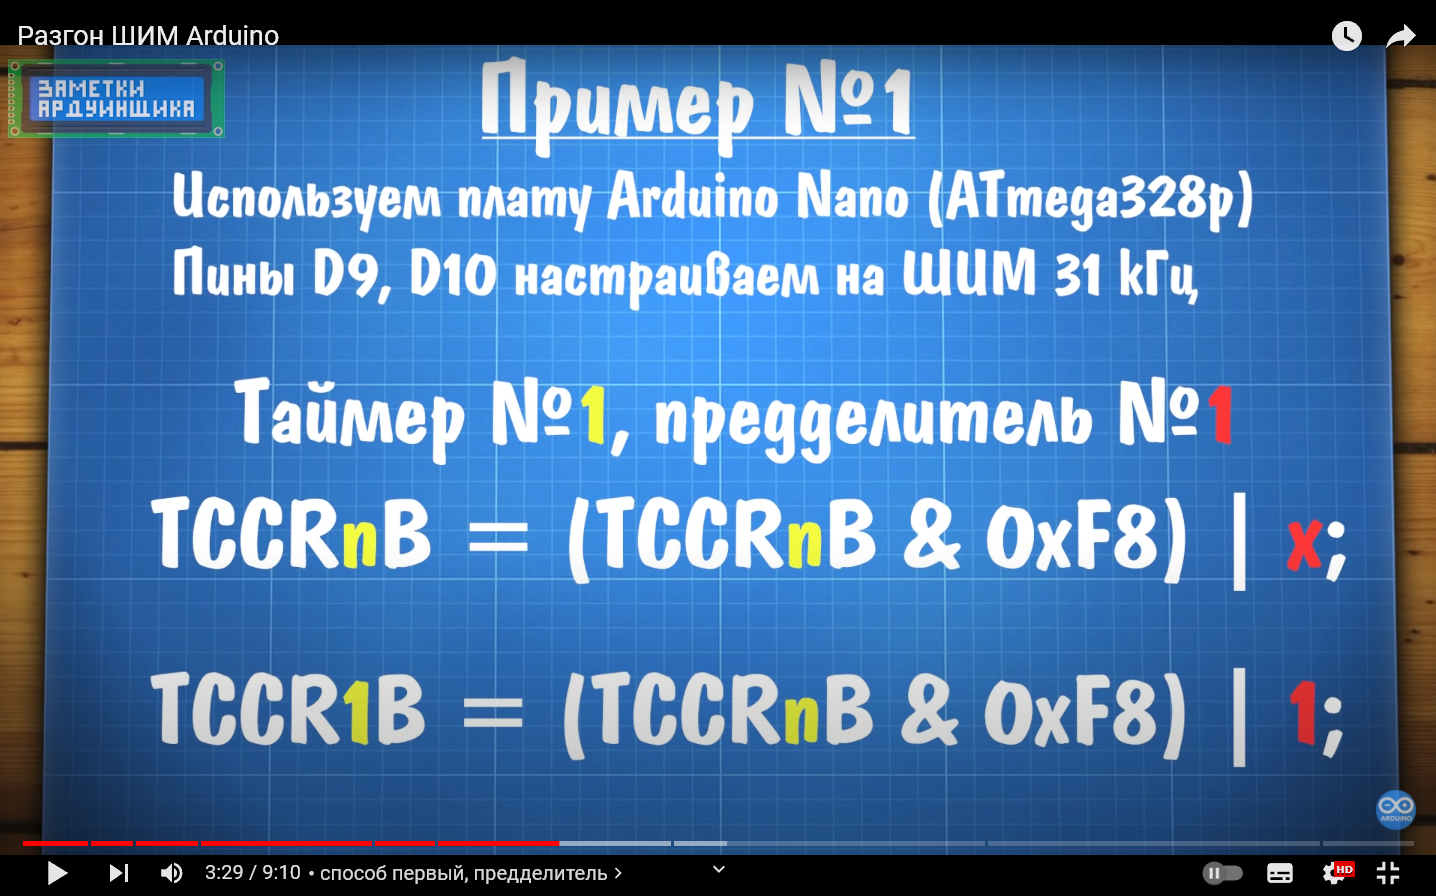 Разгон ШИМ Arduino
ЗАМЕТКИ
АРДУИНЩИКА
Пример №1
Используем плату Arduino Nano (ATmega328p)
Пины D9, D10 настраиваем на ШИМ 31 kГц,
Таймер №1, предделитель №1
TCCRnB = (TCCRnB & 0xF8) | x;
TCCR1B = (TCCRnB & 0xF8) | 1;
ARDUINO
3:29 / 9:10 • способ первый, предделитель
HD